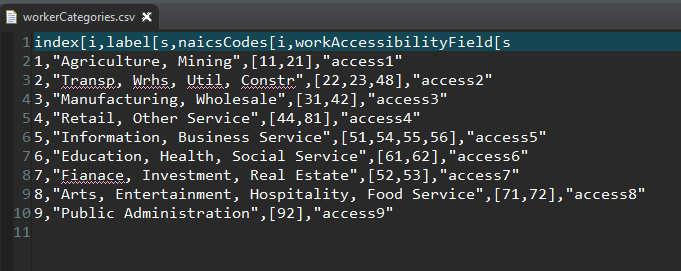 workerCategories.csv
1 index[i,label[s,naicsCodes[i,workAccessibilityField[s
2 1,"Agriculture, Mining",[11,21],"access1"
3 2,"Transp, Wrhs, Util, Constr",[22,23,48],"access2"
4 3,"Manufacturing, Wholesale",[31,42],"access3"
5 4,"Retail, Other Service",[44,81],"access4"
6 5,"Information, Business Service",[51,54,55,56],"access5"
7 6,"Education, Health, Social Service",[61,62],"access6"
8 7,"Fianace, Investment, Real Estate",[52,53],"access7"
9 8,"Arts, Entertainment, Hospitality, Food Service",[71,72],"access8"
10 9,"Public Administration",[92],"access9"
11